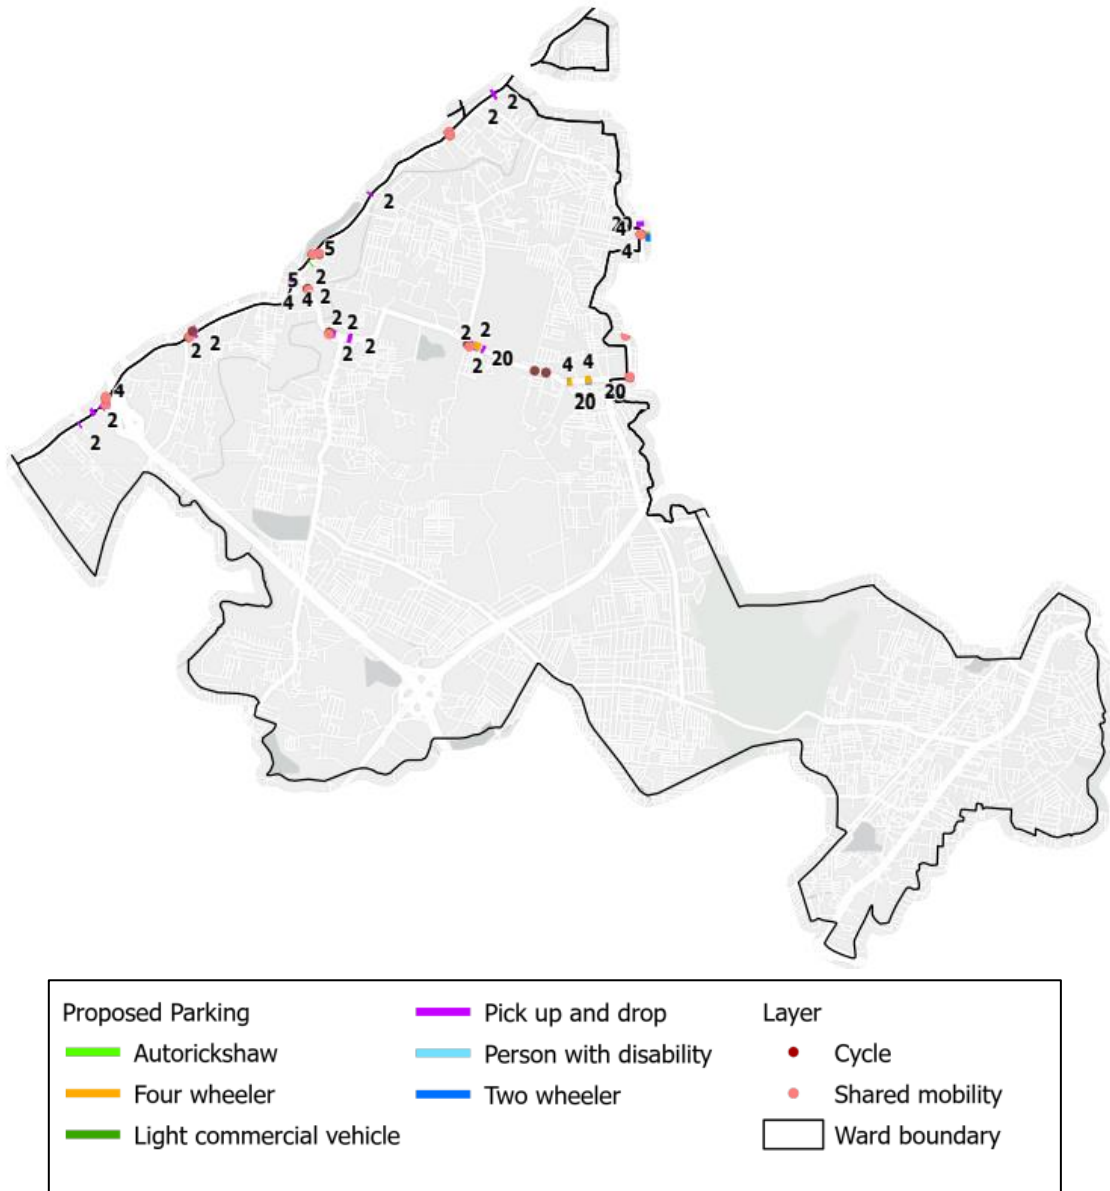 2
2
2
20
4
4
5
2
5
4
4
2
2
2
2
2
2
2
2
20
2
2
2
4
4
20
20
4
2
2
Proposed Parking
Autorickshaw
Four wheeler
Light commercial vehicle
Pick up and drop
Person with disability
Two wheeler
Layer
Cycle
Shared mobility
Ward boundary